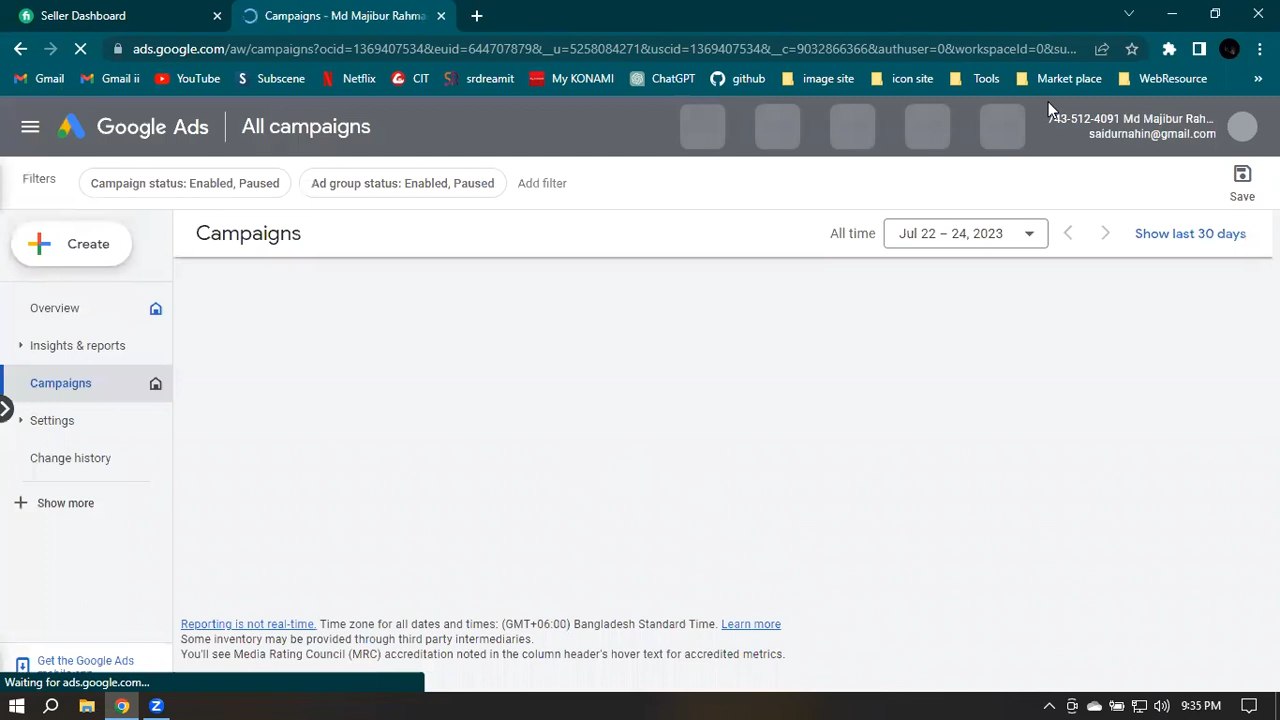 Seller Dashboard
Campaigns - Md Majibur Rahma
ads.google.com/aw/campaigns?ocid=1369407534&euid=644707879&__u=5258084271&uscid=1369407534&__c=9032866366&authuser=0&workspaceId=0&su...
Gmail
Gmail ii
YouTube
Subscene
Netflix
CIT
srdreamit
My KONAMI
ChatGPT
github
image site
icon site
Tools
Market place
WebResource
Google Ads
All campaigns
743-512-4091 Md Majibur Rah...
saidurnahin@gmail.com
Filters
Campaign status: Enabled, Paused
Ad group status: Enabled, Paused
Add filter
Save
Create
Campaigns
All time
Jul 22 – 24, 2023
Show last 30 days
Overview
Insights & reports
Campaigns
Settings
Change history
Show more
Reporting is not real-time. Time zone for all dates and times: (GMT+06:00) Bangladesh Standard Time. Learn more
Some inventory may be provided through third party intermediaries.
You'll see Media Rating Council (MRC) accreditation noted in the column header's hover text for accredited metrics.
Get the Google Ads
Waiting for ads.google.com...
9:35 PM